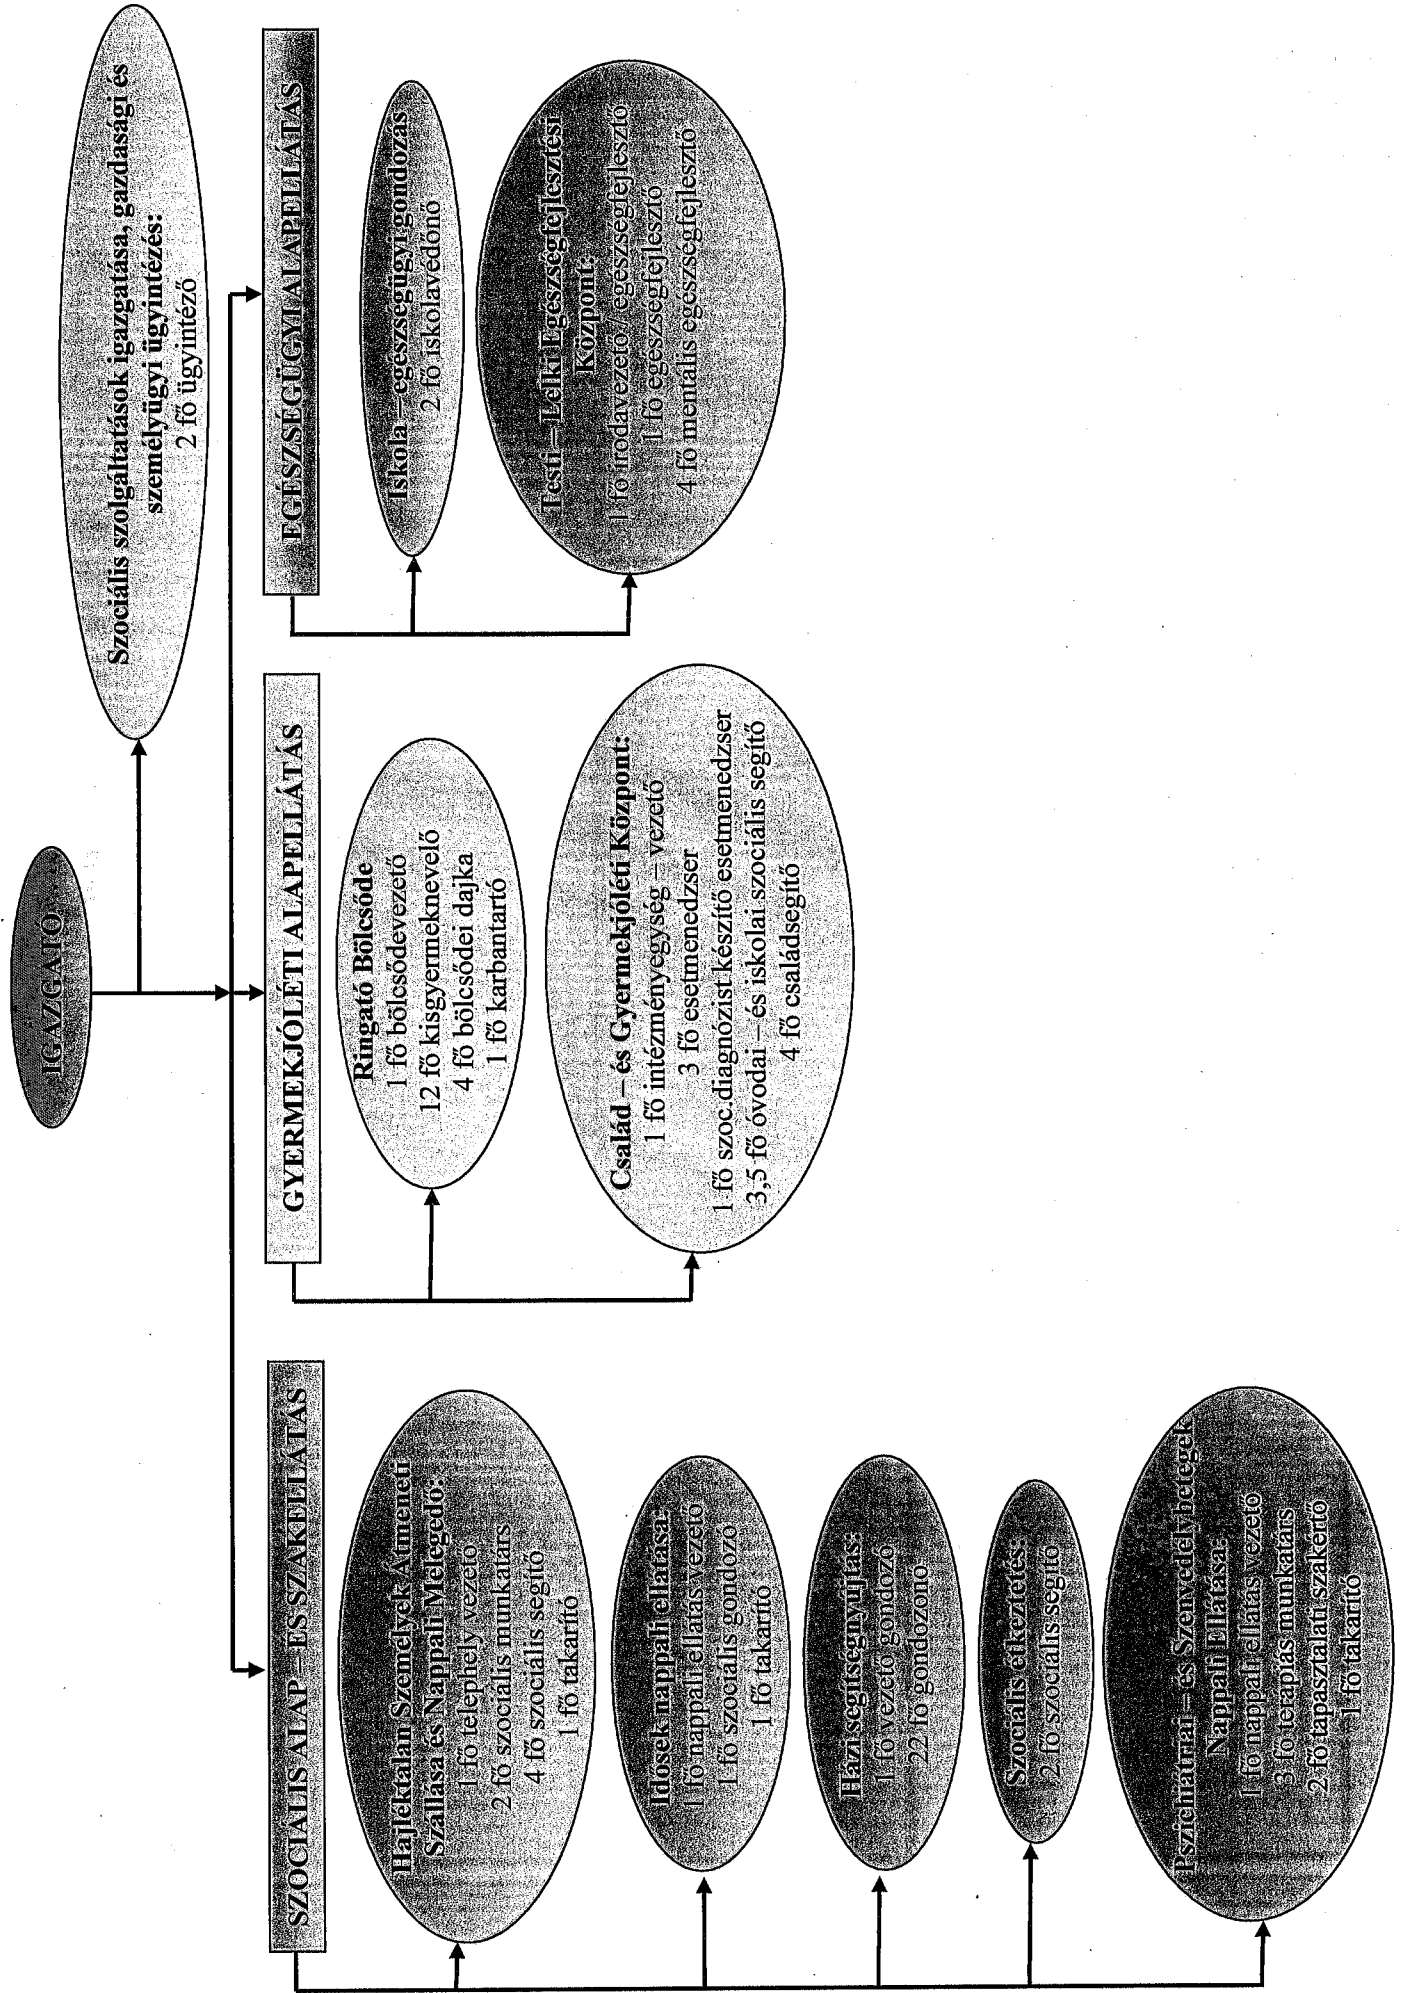 IGAZGATÓ
Szociális szolgáltatások igazgatása, gazdasági és
személyügyi ügyintézés:
2 fő ügyintéző
SZOCIÁLIS ALAP – ÉS SZAKELLÁTÁS
Hajléktalan Személyek Átmeneti
Szállása és Nappali Melegedő:
1 fő telephely vezető
2 fő szociális munkatárs
4 fő szociális segítő
1 fő takarító
Idősek nappali ellátása:
1 fő nappali ellátás vezető
1 fő szociális gondozó
1 fő takarító
Házi segítségnyújtás:
1 fő vezető gondozó
22 fő gondozónő
Szociális étkeztetés:
2 fő szociális segítő
Pszichiátriai – és Szenvedélybetegek
Nappali Ellátása:
1 fő nappali ellátás vezető
3 fő terápiás munkatárs
2 fő tapasztalati szakértő
1 fő takarító
GYERMEKJÓLÉTI ALAPELLÁTÁS
Ringató Bölcsőde
1 fő bölcsődevezető
12 fő kisgyermeknevelő
4 fő bölcsődei dajka
1 fő karbantartó
Család – és Gyermekjóléti Központ:
1 fő intézményegység – vezető
3 fő esetmenedzser
1 fő szoc.diagnózist készítő esetmenedzser
3,5 fő óvodai – és iskolai szociális segítő
4 fő családsegítő
EGÉSZSÉGÜGYI ALAPELLÁTÁS
Iskola – egészségügyi gondozás
2 fő iskolavédőnő
Testi – Lelki Egészségfejlesztési
Központ:
1 fő irodavezető / egészségfejlesztő
1 fő egészségfejlesztő
4 fő mentális egészségfejlesztő